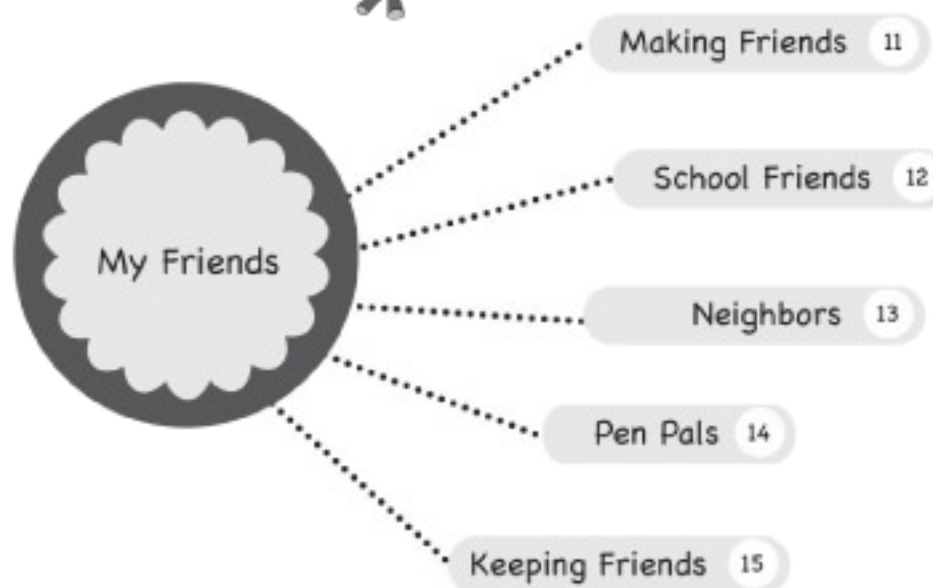 My Friends
Making Friends 11
School Friends 12
Neighbors 13
Pen Pals 14
Keeping Friends 15